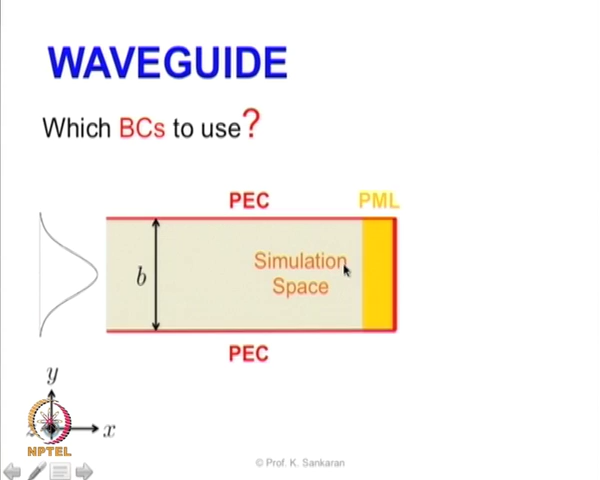 WAVEGUIDE
Which BCs to use?
PEC
PML
b
Simulation
Space
PEC
y
x
NPTEL
© Prof. K. Sankaran